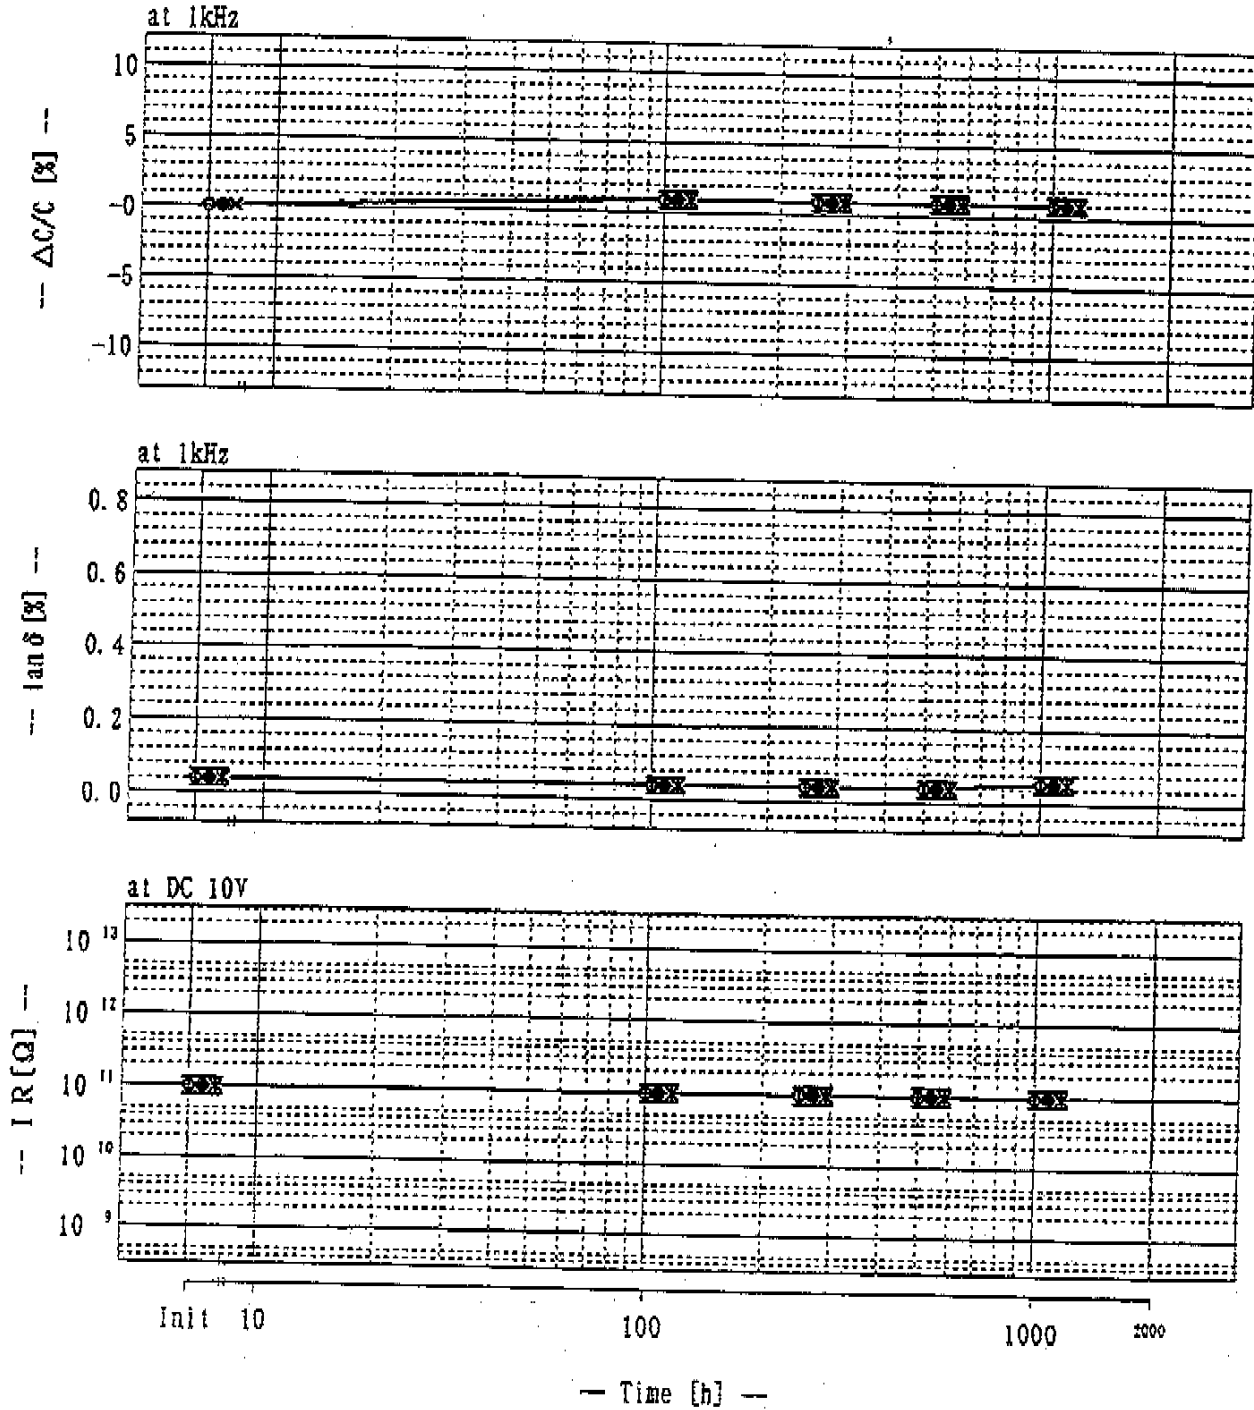 at 1kHz
10
5
-0
-5
-10
-- ΔC/C [%] --
at 1kHz
0.8
0.6
0.4
0.2
0.0
-- tanδ [%] --
at DC 10V
10 13
10 12
10 11
10 10
10 9
-- IR[Ω] --
Init 10 100 1000 2000
— Time [h] —